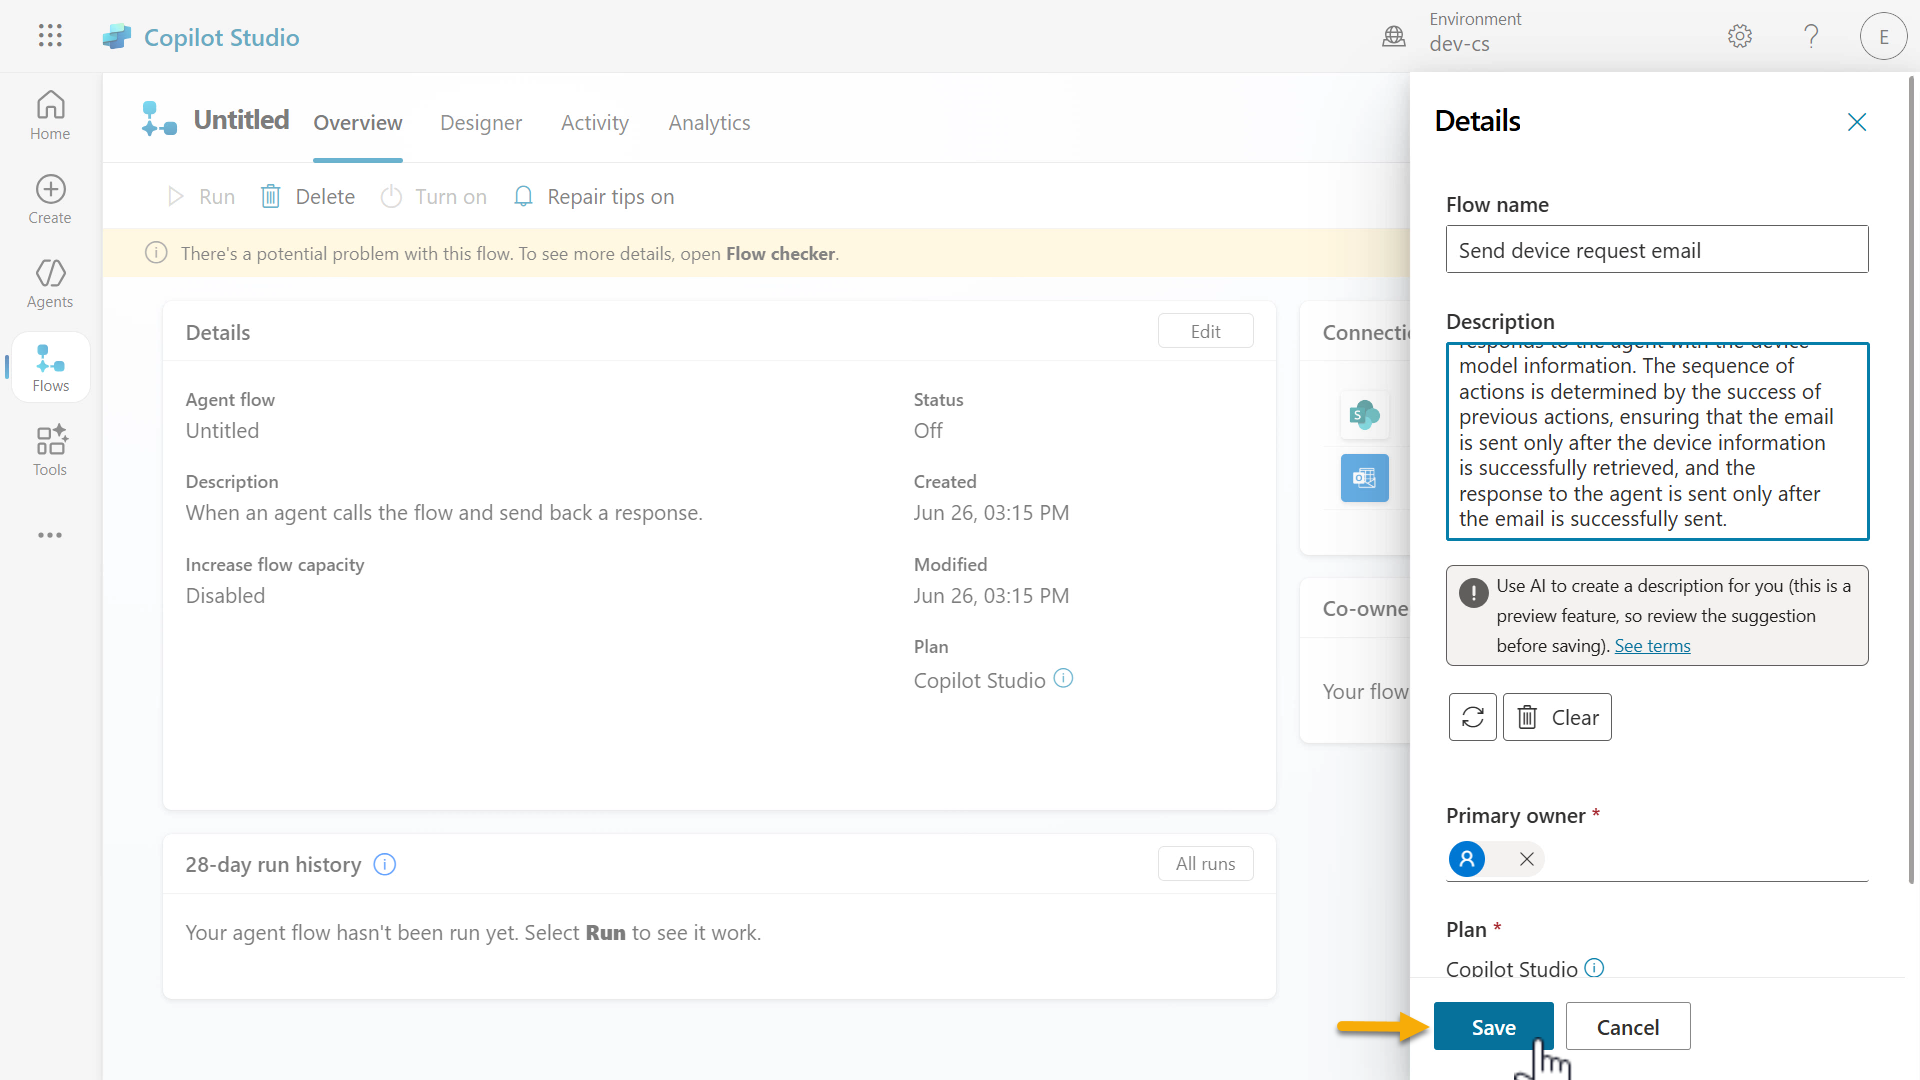 Copilot Studio
Environment
dev-cs
E
Home
Create
Agents
Flows
Tools
Untitled
Overview
Designer
Activity
Analytics
Run
Delete
Turn on
Repair tips on
There's a potential problem with this flow. To see more details, open Flow checker.
Details
Edit
Agent flow
Untitled
Description
When an agent calls the flow and send back a response.
Increase flow capacity
Disabled
Status
Off
Created
Jun 26, 03:15 PM
Modified
Jun 26, 03:15 PM
Plan
Copilot Studio
Connectio
Co-owne
Your flow
28-day run history
All runs
Your agent flow hasn't been run yet. Select Run to see it work.
Details
Flow name
Send device request email
Description
responds to the agent with the device
model information. The sequence of
actions is determined by the success of
previous actions, ensuring that the email
is sent only after the device information
is successfully retrieved, and the
response to the agent is sent only after
the email is successfully sent.
Use AI to create a description for you (this is a
preview feature, so review the suggestion
before saving). See terms
Clear
Primary owner *
Plan *
Copilot Studio
Save
Cancel